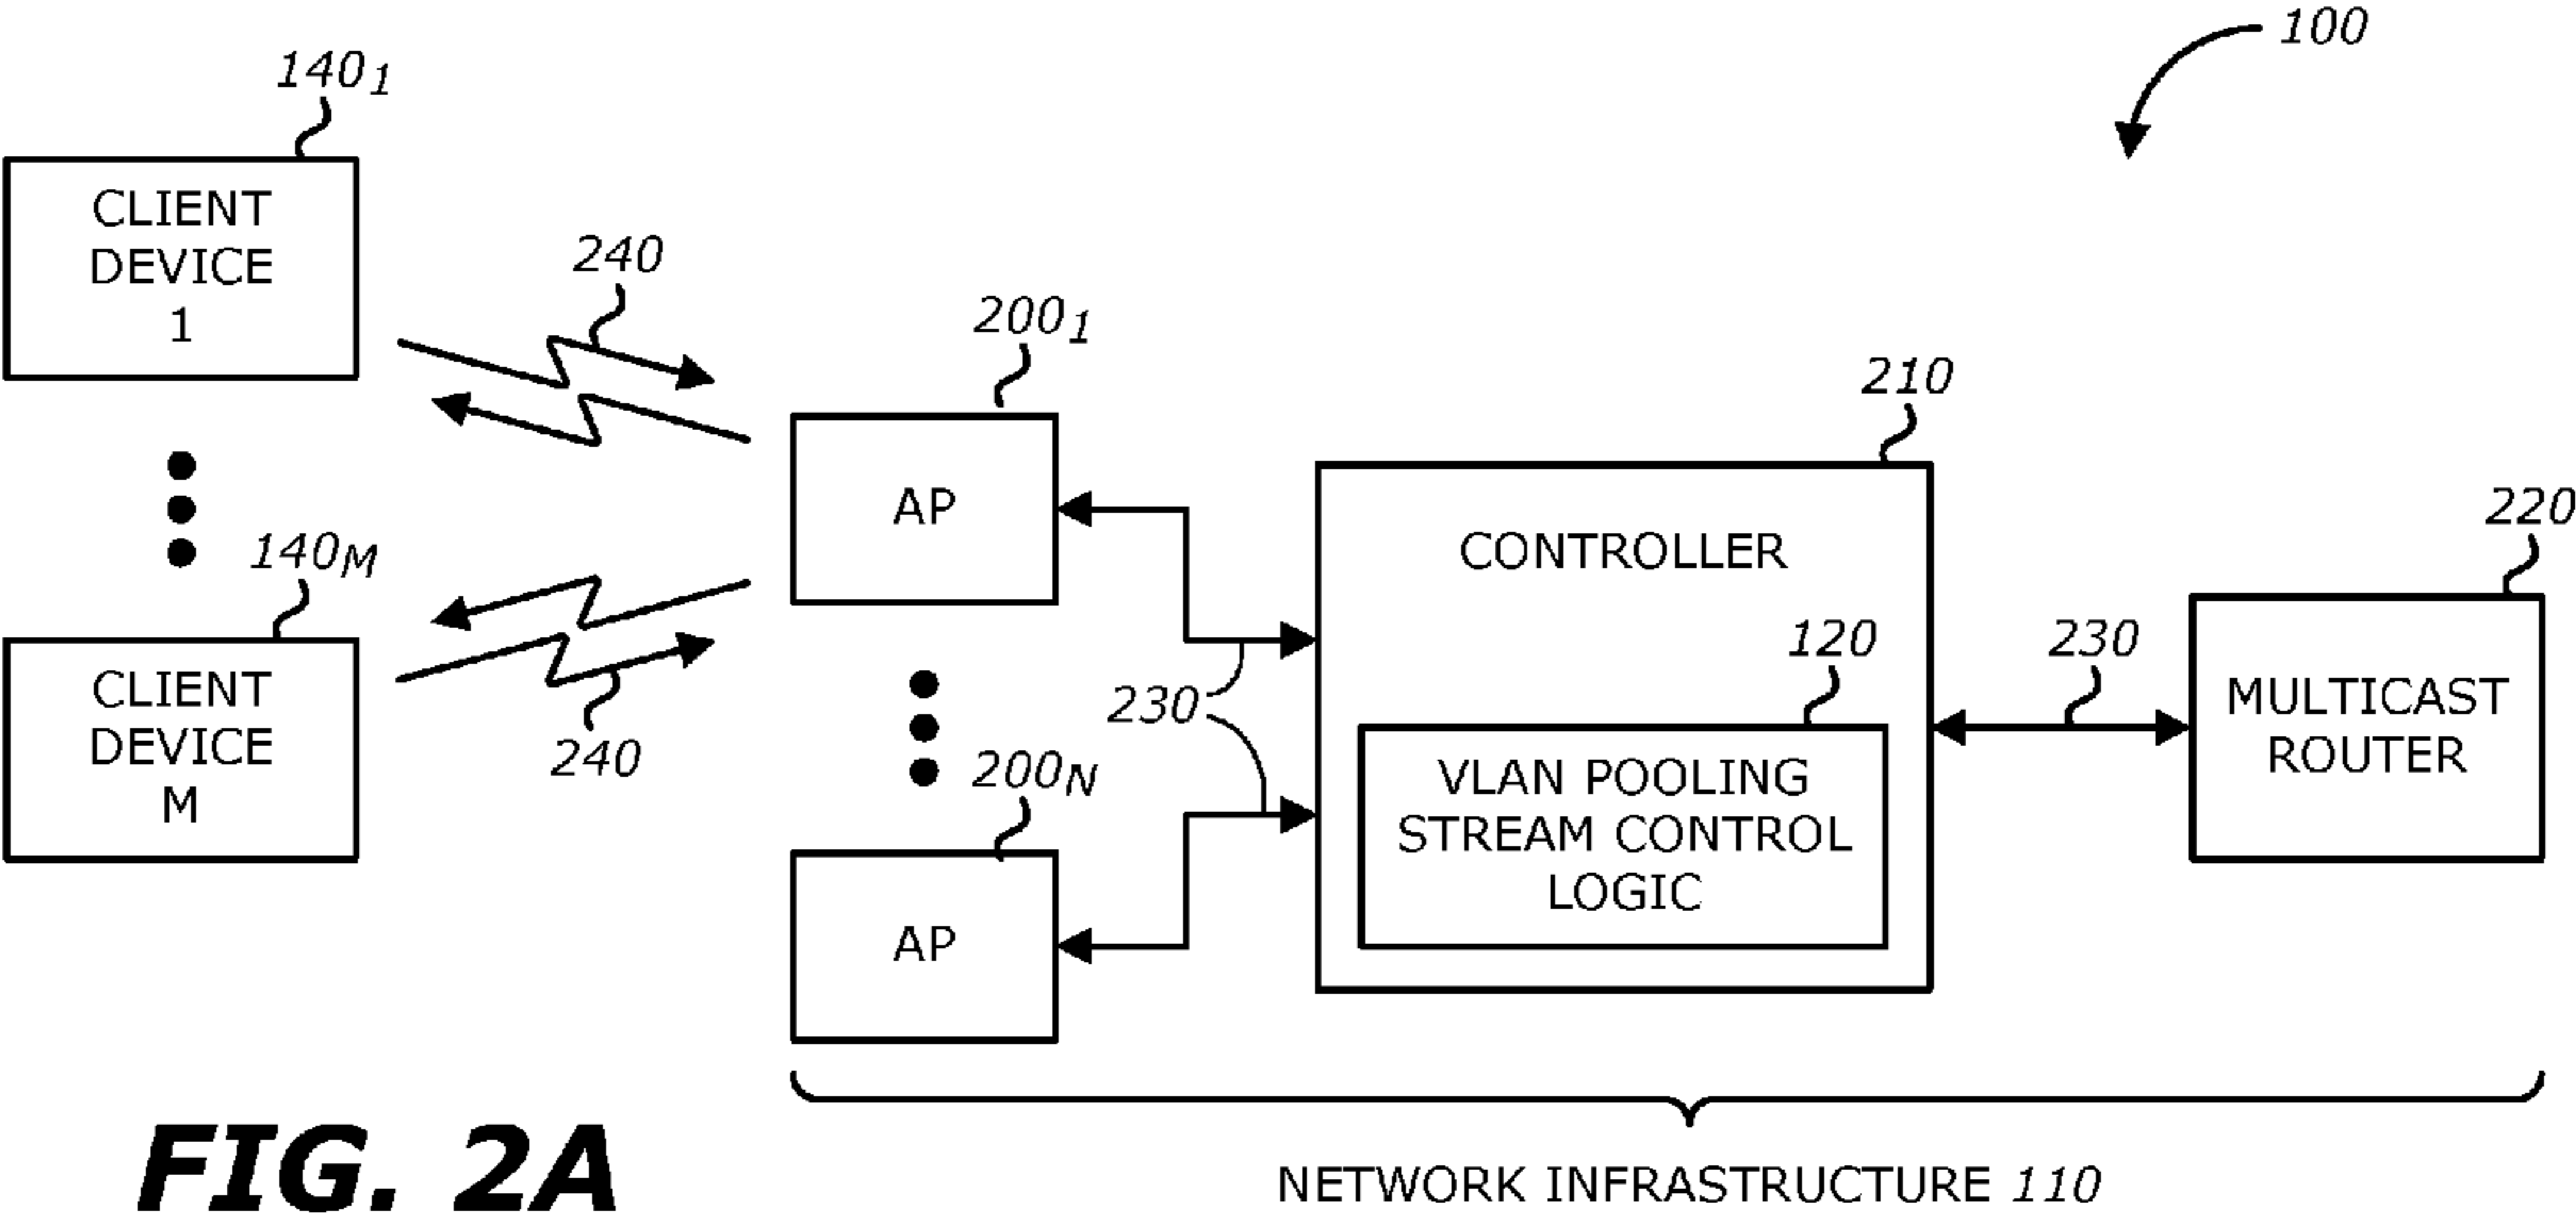 100
140₁
CLIENT
DEVICE
1
240
200₁
AP
210
CONTROLLER
220
MULTICAST
ROUTER
230
120
VLAN POOLING
STREAM CONTROL
LOGIC
230
140M
CLIENT
DEVICE
M
240
200N
AP
NETWORK INFRASTRUCTURE 110
FIG. 2A